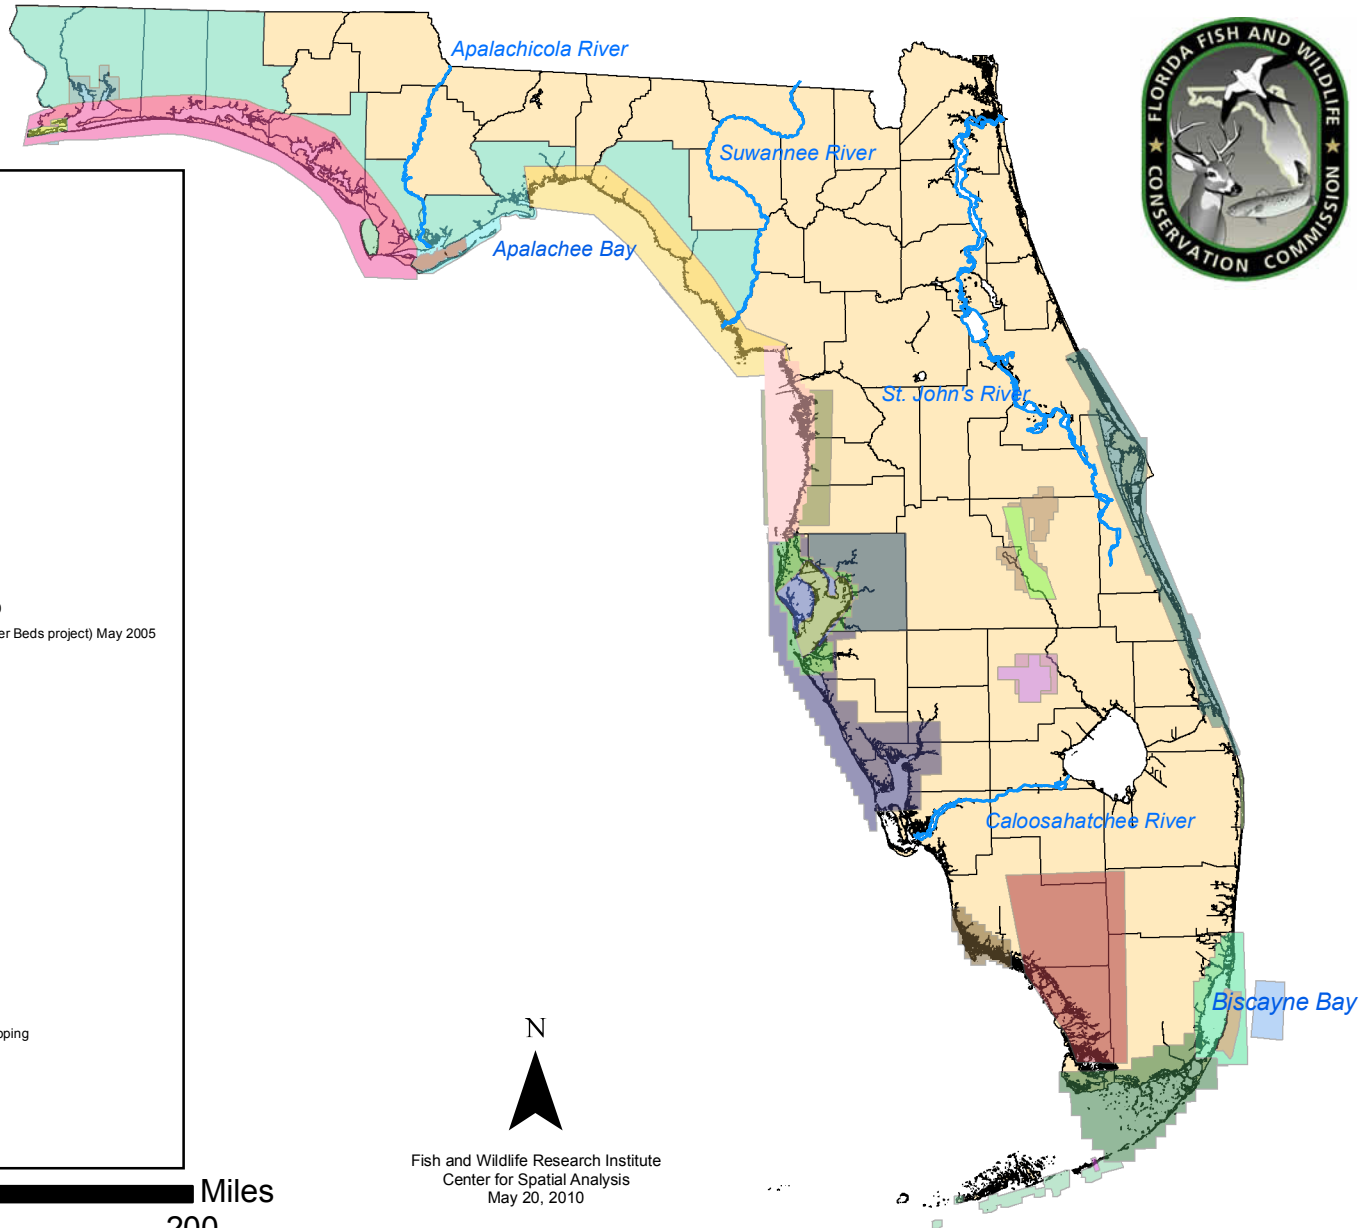 Apalachicola River
FLORIDA FISH AND WILDLIFE
CONSERVATION COMMISSION
Suwannee River
Apalachee Bay
St. John's River
er Beds project) May 2005
Caloosahatchee River
Biscayne Bay
pping
N
Fish and Wildlife Research Institute
Center for Spatial Analysis
May 20, 2010
Miles
200